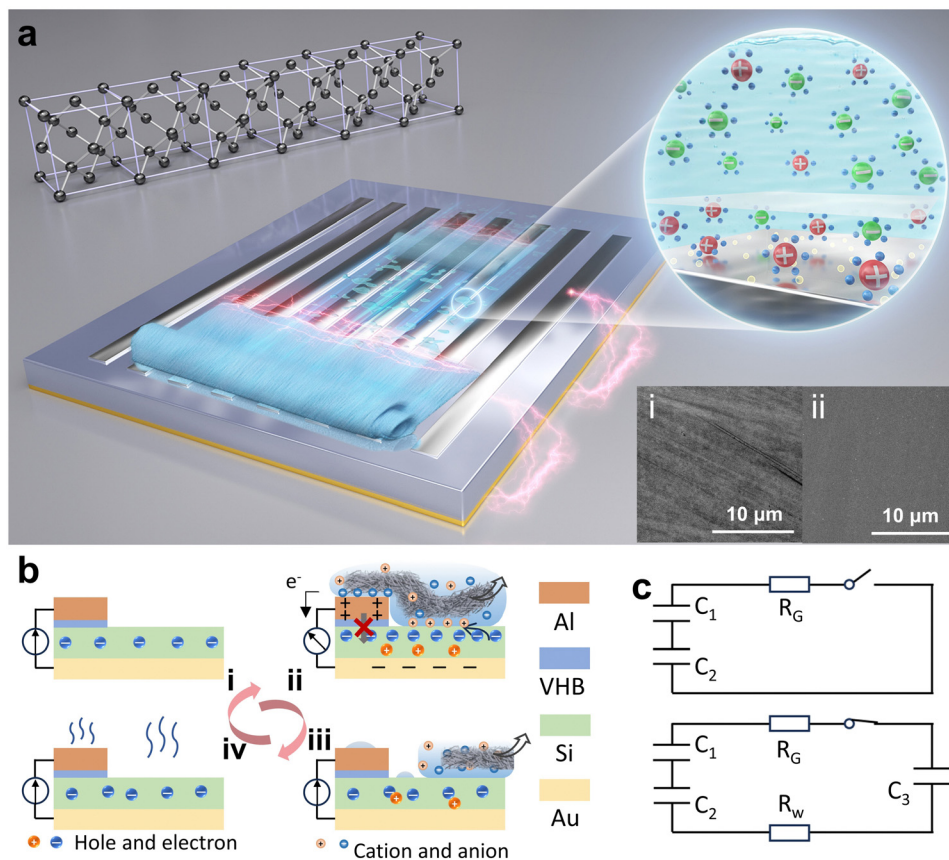 a
i
ii
10 μm
10 μm
b
e-
Al
VHB
Si
Au
i
ii
iii
iv
Hole and electron
Cation and anion
c
C1
C2
RG
C1
C2
RG
C3
Rw